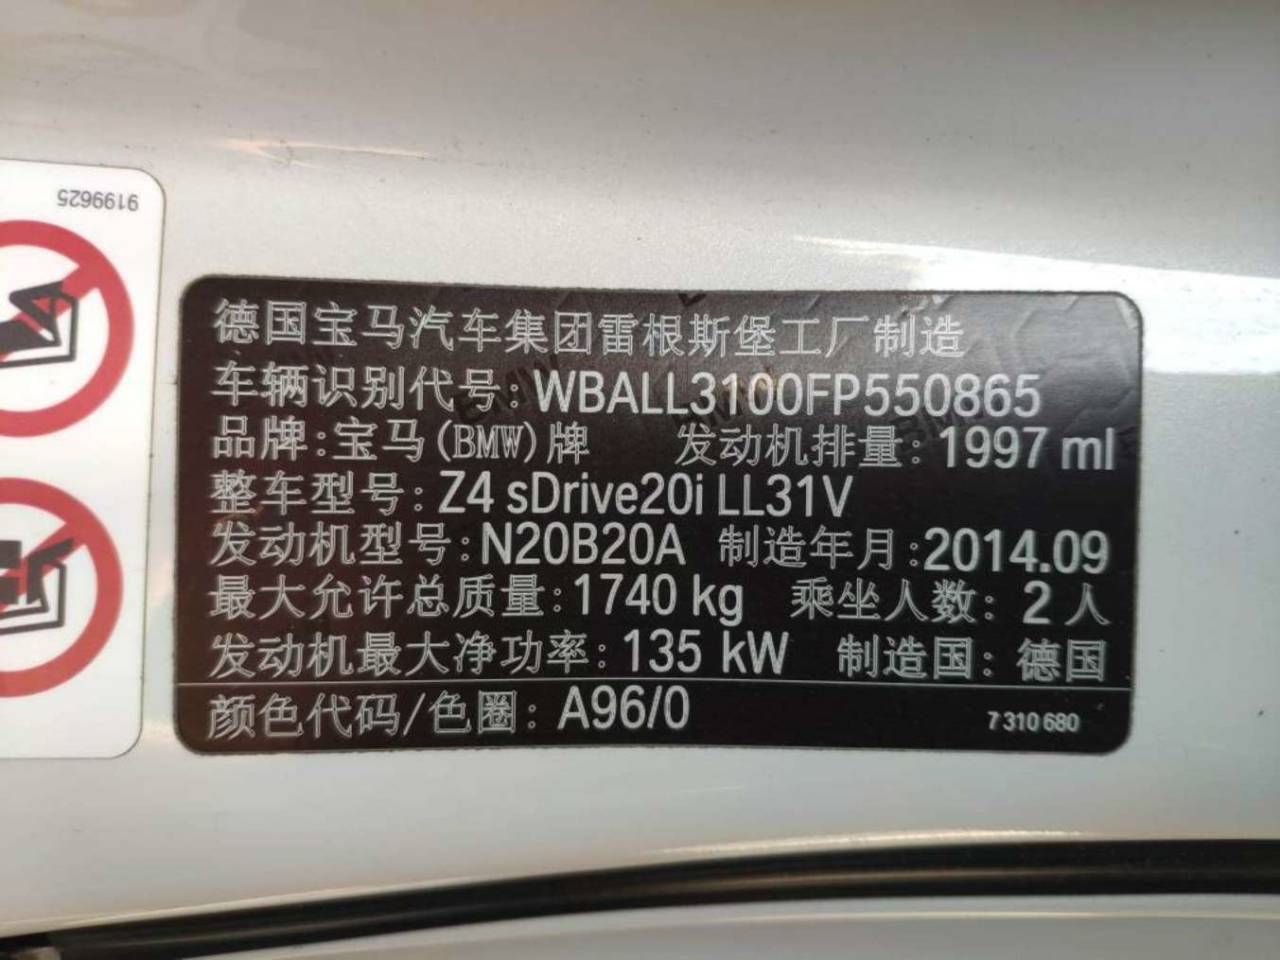 9199625
德国宝马汽车集团雷根斯堡工厂制造
车辆识别代号:WBALL3100FP550865
品牌:宝马(BMW)牌 发动机排量:1997 ml
整车型号:Z4 sDrive20i LL31V
发动机型号:N20B20A 制造年月:2014.09
最大允许总质量:1740 kg 乘坐人数:2人
发动机最大净功率:135 kW 制造国:德国
颜色代码/色圈:A96/0 7 310 680